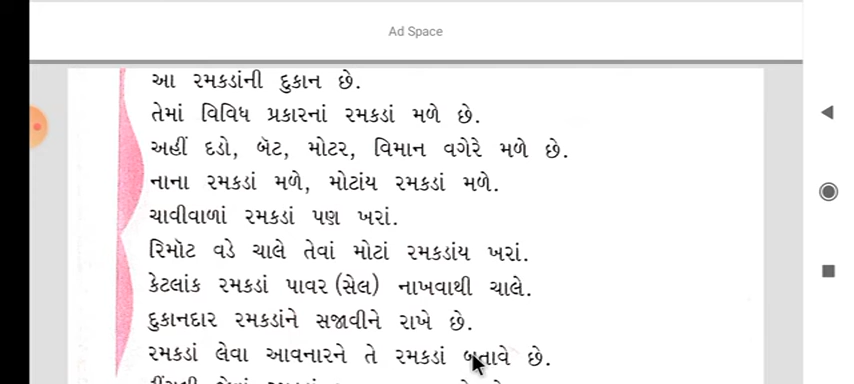 Ad Space
આ રમકડાંની દુકાન છે.
તેમાં વિવિધ પ્રકારનાં રમકડાં મળે છે.
અહીં દડો, બૅટ, મોટર, વિમાન વગેરે મળે છે.
નાના રમકડાં મળે, મોટાંય રમકડાં મળે.
ચાવીવાળાં રમકડાં પણ ખરાં.
રિમોટ વડે ચાલે તેવાં મોટાં રમકડાંય ખરાં.
કેટલાંક રમકડાં પાવર (સેલ) નાખવાથી ચાલે.
દુકાનદાર રમકડાંને સજાવીને રાખે છે.
રમકડાં લેવા આવનારને તે રમકડાં બતાવે છે.